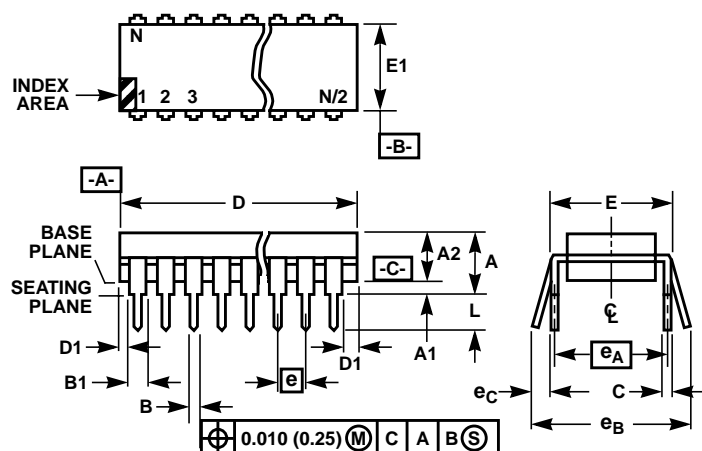 N
E1
INDEX
AREA
1 2 3 N/2
-B-
-A-
D
E
BASE
PLANE
-C-
A2
A
SEATING
PLANE
L
C
L
D1
A1
D1
B1
e
eA
B
eC
C
eB
0.010 (0.25) M C A B S